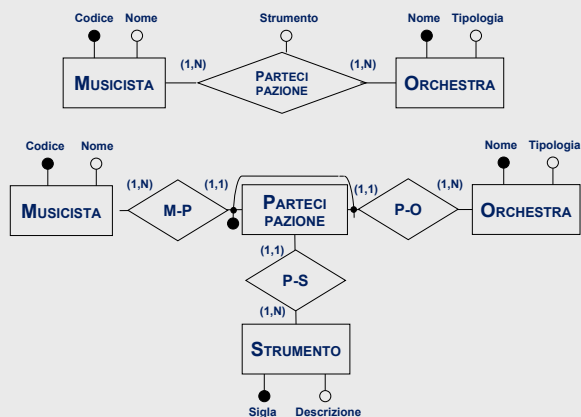 Codice Nome Strumento Nome Tipologia
(1,N) (1,N)
MUSICISTA PARTECI ORCHESTRA
PAZIONE
Codice Nome Nome Tipologia
(1,N) (1,1) (1,1) (1,N)
MUSICISTA M-P PARTECI P-O ORCHESTRA
PAZIONE
(1,1)
P-S
(1,N)
STRUMENTO
Sigla Descrizione